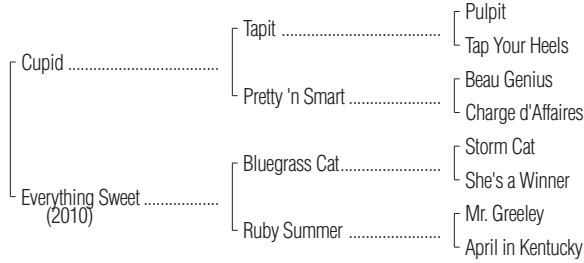 Pulpit
Tapit ....................................
Tap Your Heels
Cupid ..................................
Beau Genius
Pretty 'n Smart .....................
Charge d'Affaires
Storm Cat
Bluegrass Cat.......................
She's a Winner
Everything Sweet .................
(2010)
Mr. Greeley
Ruby Summer .....................
April in Kentucky